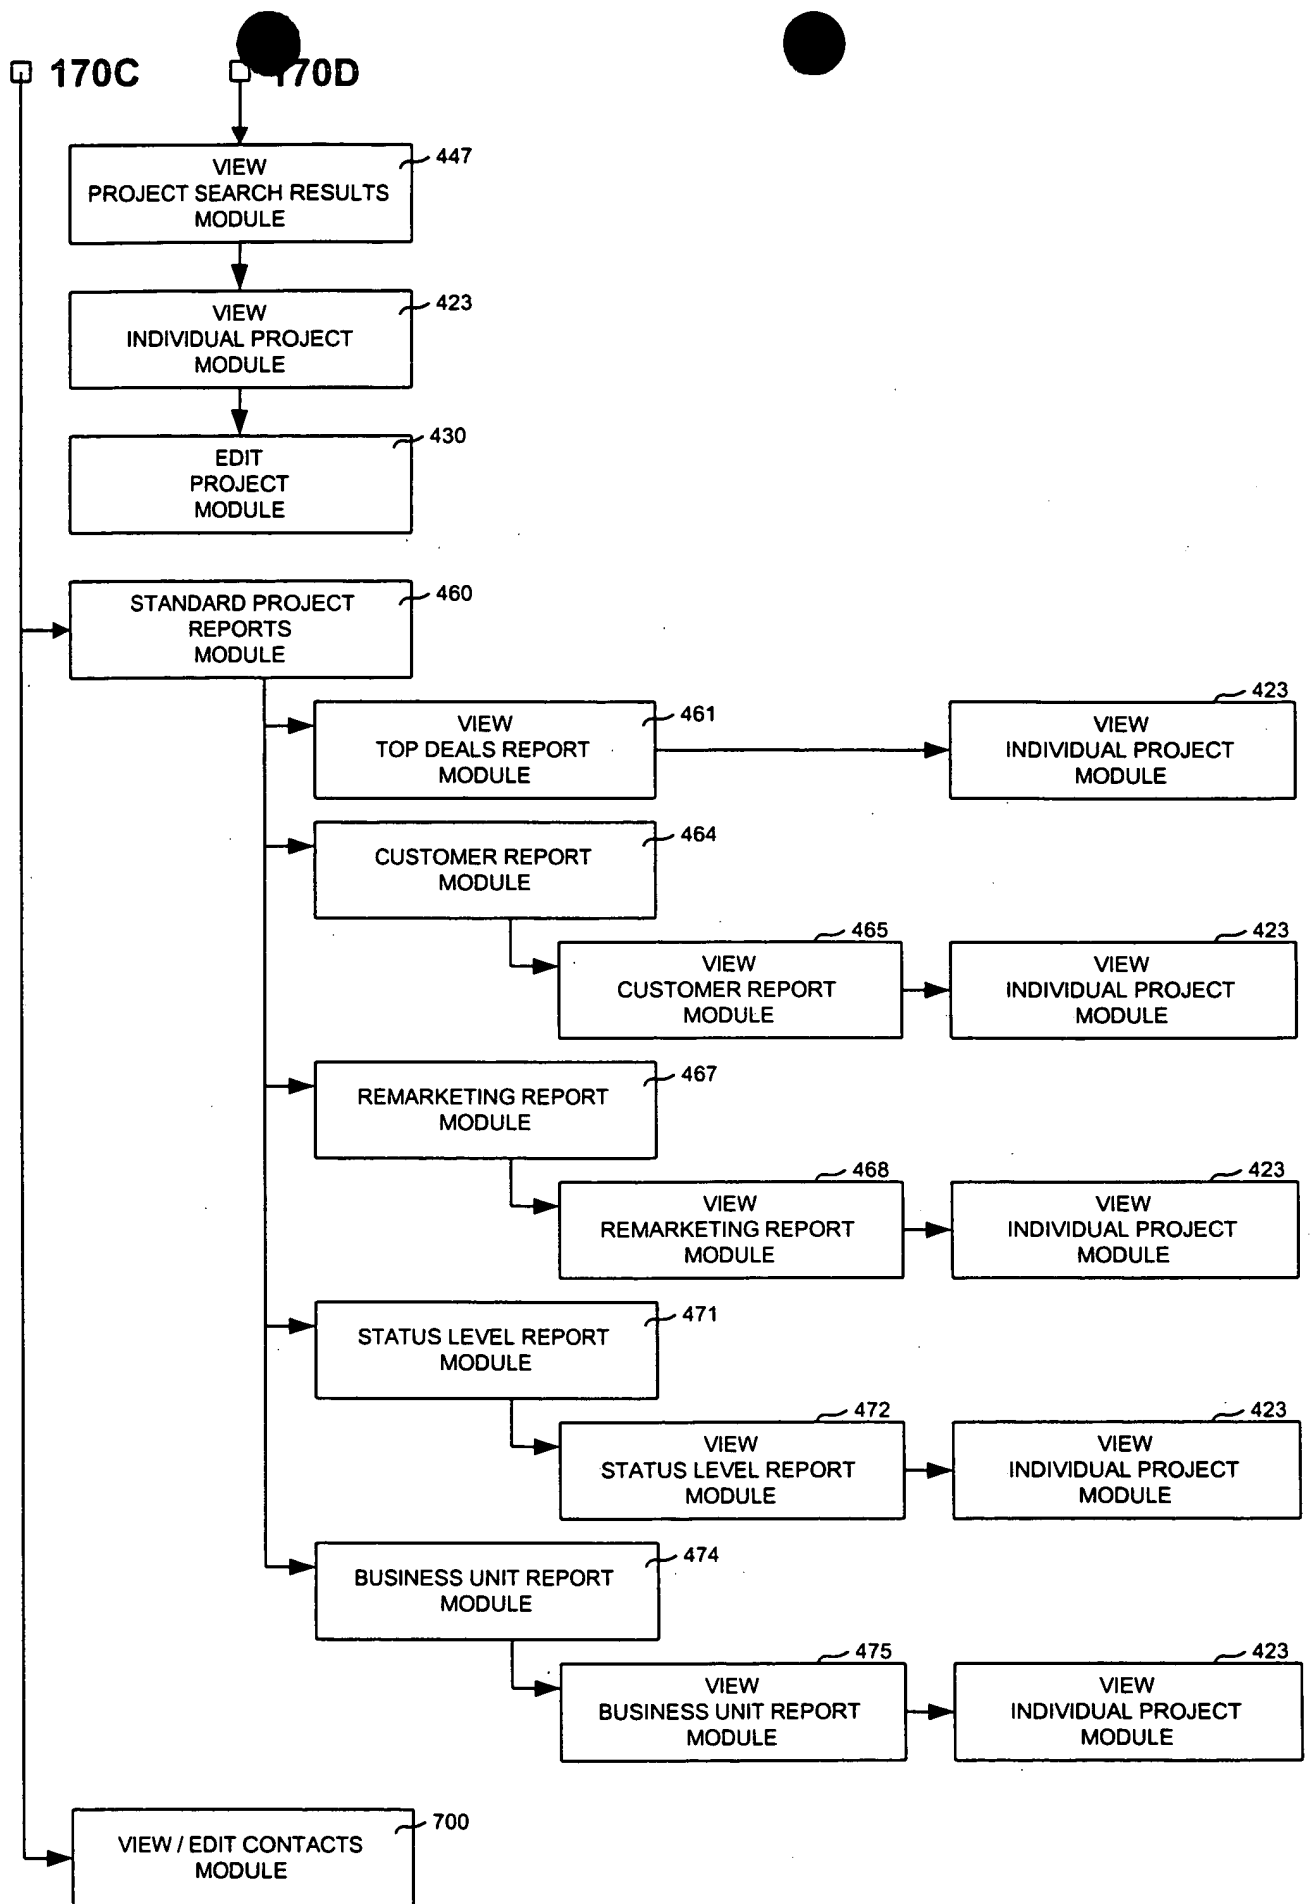 170C
170D
VIEW
PROJECT SEARCH RESULTS
MODULE
447
VIEW
INDIVIDUAL PROJECT
MODULE
423
EDIT
PROJECT
MODULE
430
STANDARD PROJECT
REPORTS
MODULE
460
VIEW
TOP DEALS REPORT
MODULE
461
VIEW
INDIVIDUAL PROJECT
MODULE
423
CUSTOMER REPORT
MODULE
464
VIEW
CUSTOMER REPORT
MODULE
465
VIEW
INDIVIDUAL PROJECT
MODULE
423
REMARKETING REPORT
MODULE
467
VIEW
REMARKETING REPORT
MODULE
468
VIEW
INDIVIDUAL PROJECT
MODULE
423
STATUS LEVEL REPORT
MODULE
471
VIEW
STATUS LEVEL REPORT
MODULE
472
VIEW
INDIVIDUAL PROJECT
MODULE
423
BUSINESS UNIT REPORT
MODULE
474
VIEW
BUSINESS UNIT REPORT
MODULE
475
VIEW
INDIVIDUAL PROJECT
MODULE
423
VIEW / EDIT CONTACTS
MODULE
700